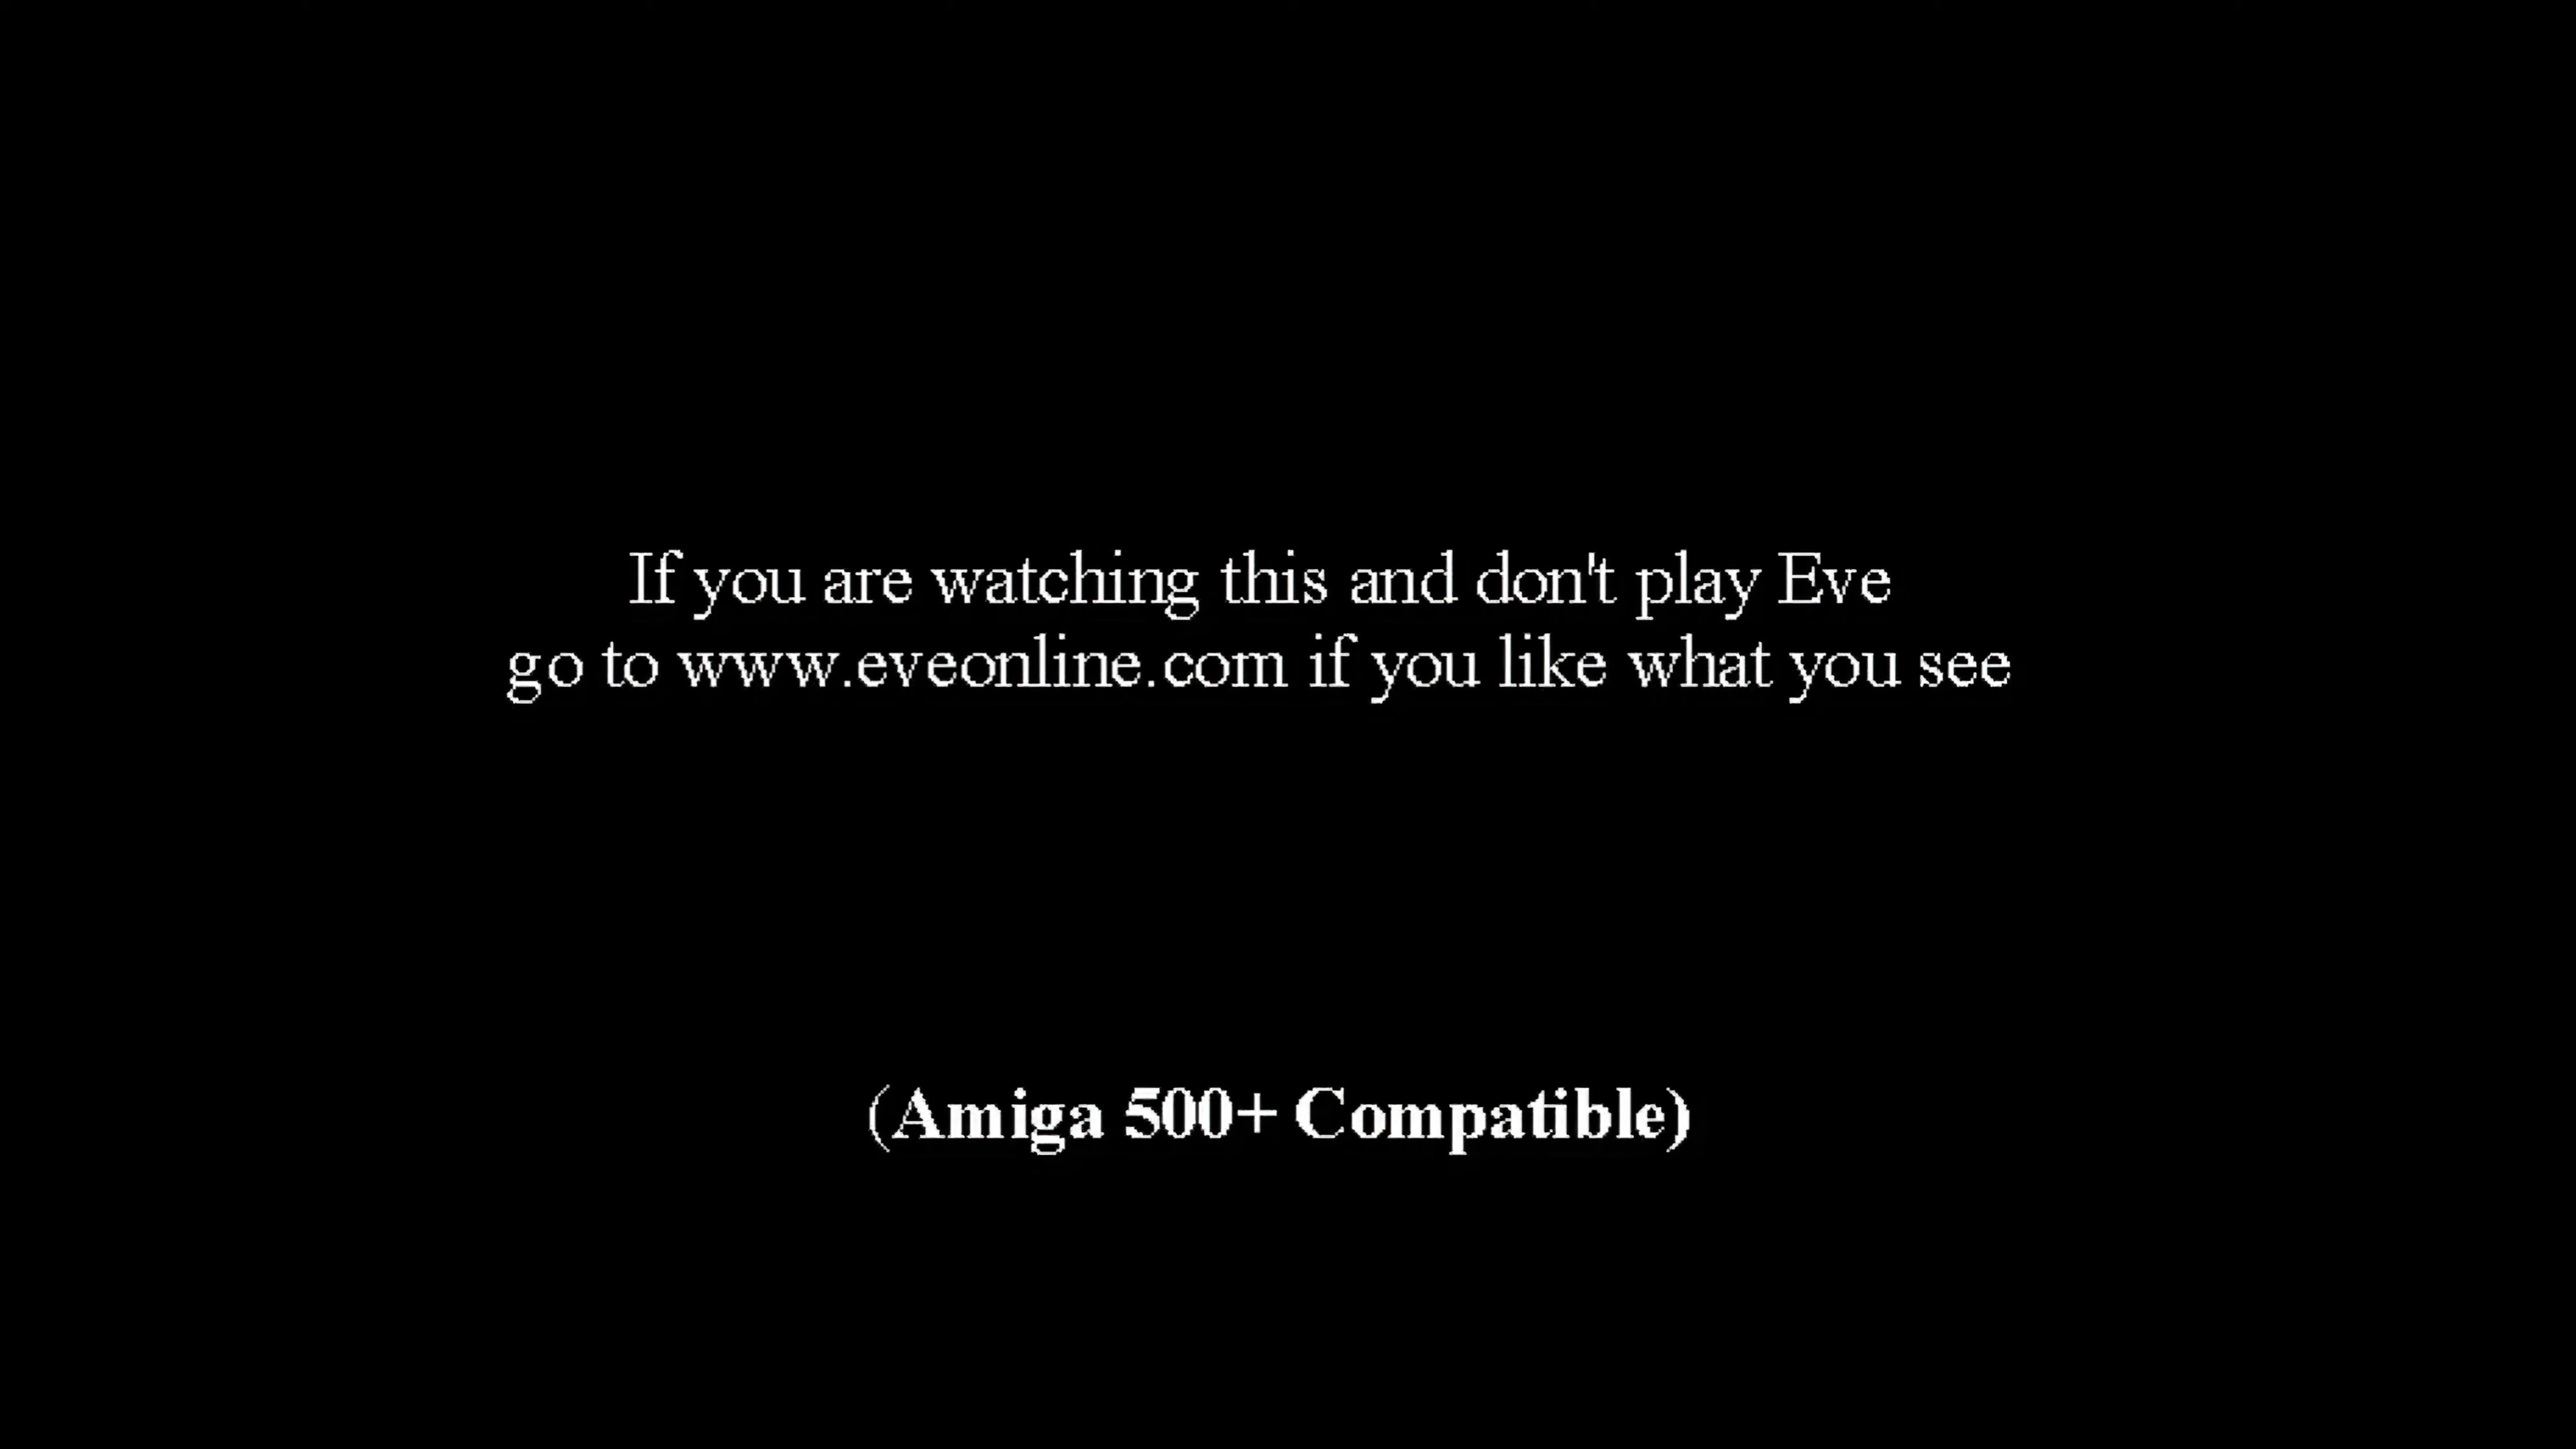 If you are watching this and don't play Eve
go to www.eveonline.com if you like what you see
(Amiga 500+ Compatible)